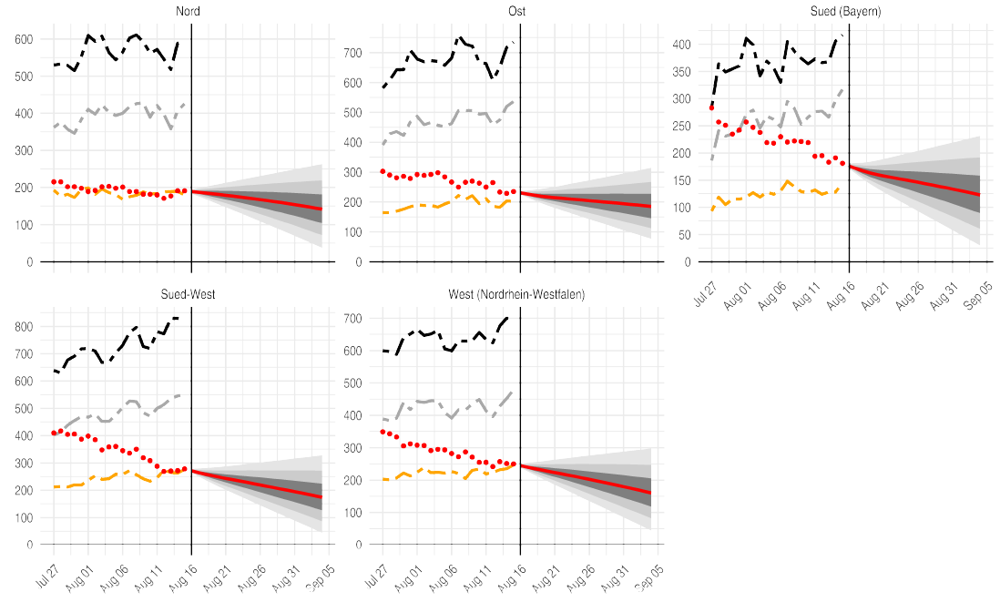 Nord
600
500
400
300
200
100
0
Ost
700
600
500
400
300
200
100
0
Sued (Bayern)
400
350
300
250
200
150
100
50
0
Jul 27
Aug 01
Aug 06
Aug 11
Aug 16
Aug 21
Aug 26
Aug 31
Sep 05
Sued-West
800
700
600
500
400
300
200
100
0
Jul 27
Aug 01
Aug 06
Aug 11
Aug 16
Aug 21
Aug 26
Aug 31
Sep 05
West (Nordrhein-Westfalen)
700
600
500
400
300
200
100
0
Jul 27
Aug 01
Aug 06
Aug 11
Aug 16
Aug 21
Aug 26
Aug 31
Sep 05